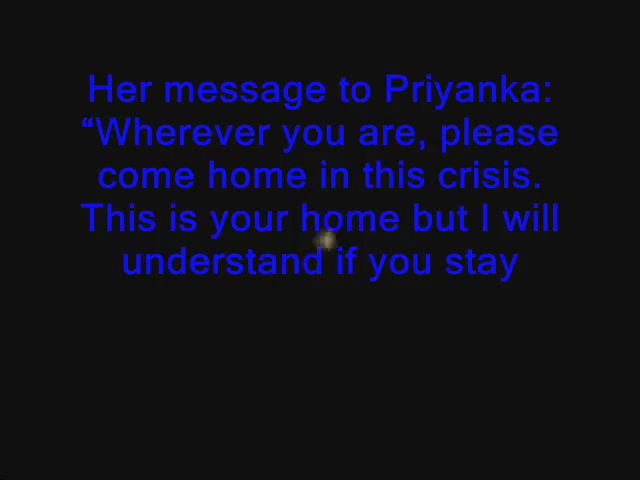 Her message to Priyanka:
“Wherever you are, please
come home in this crisis.
This is your home but I will
understand if you stay